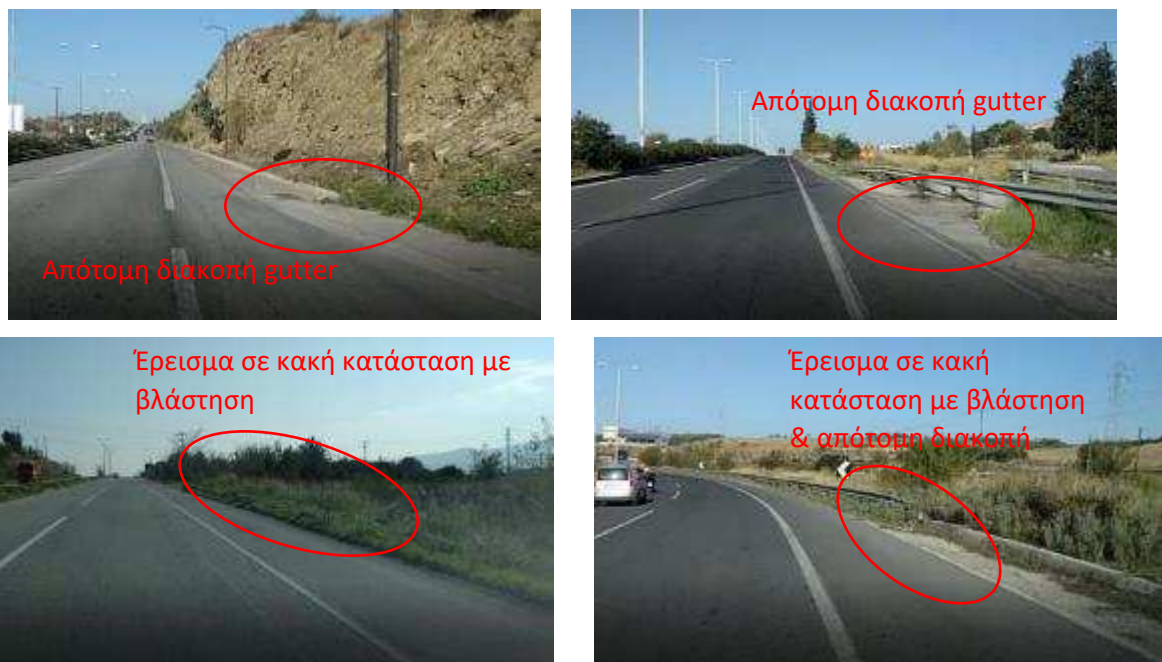 Απότομη διακοπή gutter
Απότομη διακοπή gutter
Έρεισμα σε κακή κατάσταση με
βλάστηση
Έρεισμα σε κακή
κατάσταση με βλάστηση
& απότομη διακοπή